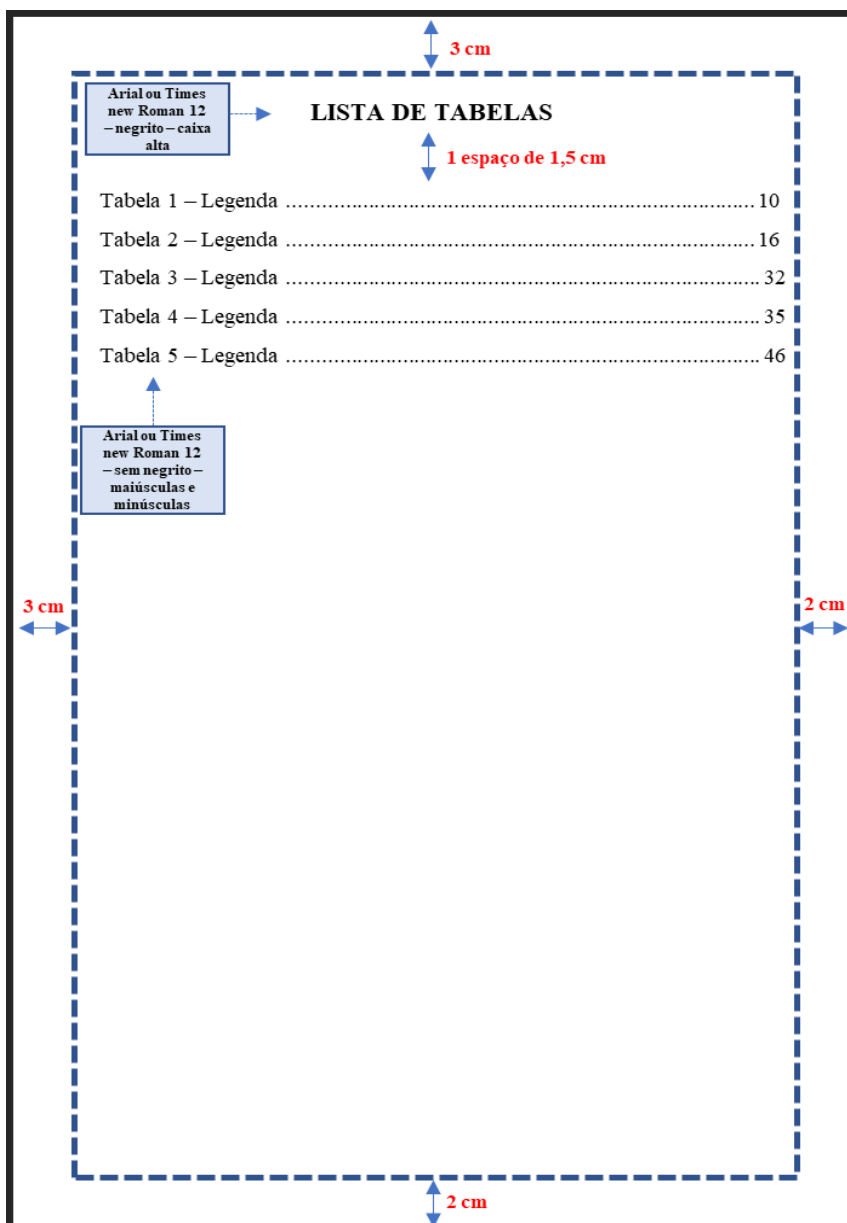 3 cm
Arial ou Times
new Roman 12
– negrito – caixa
alta
LISTA DE TABELAS
1 espaço de 1,5 cm
Tabela 1 – Legenda ................................................................................ 10
Tabela 2 – Legenda ................................................................................ 16
Tabela 3 – Legenda ................................................................................. 32
Tabela 4 – Legenda ................................................................................. 35
Tabela 5 – Legenda ................................................................................. 46
Arial ou Times
new Roman 12
– sem negrito –
maiúsculas e
minúsculas
3 cm
2 cm
2 cm